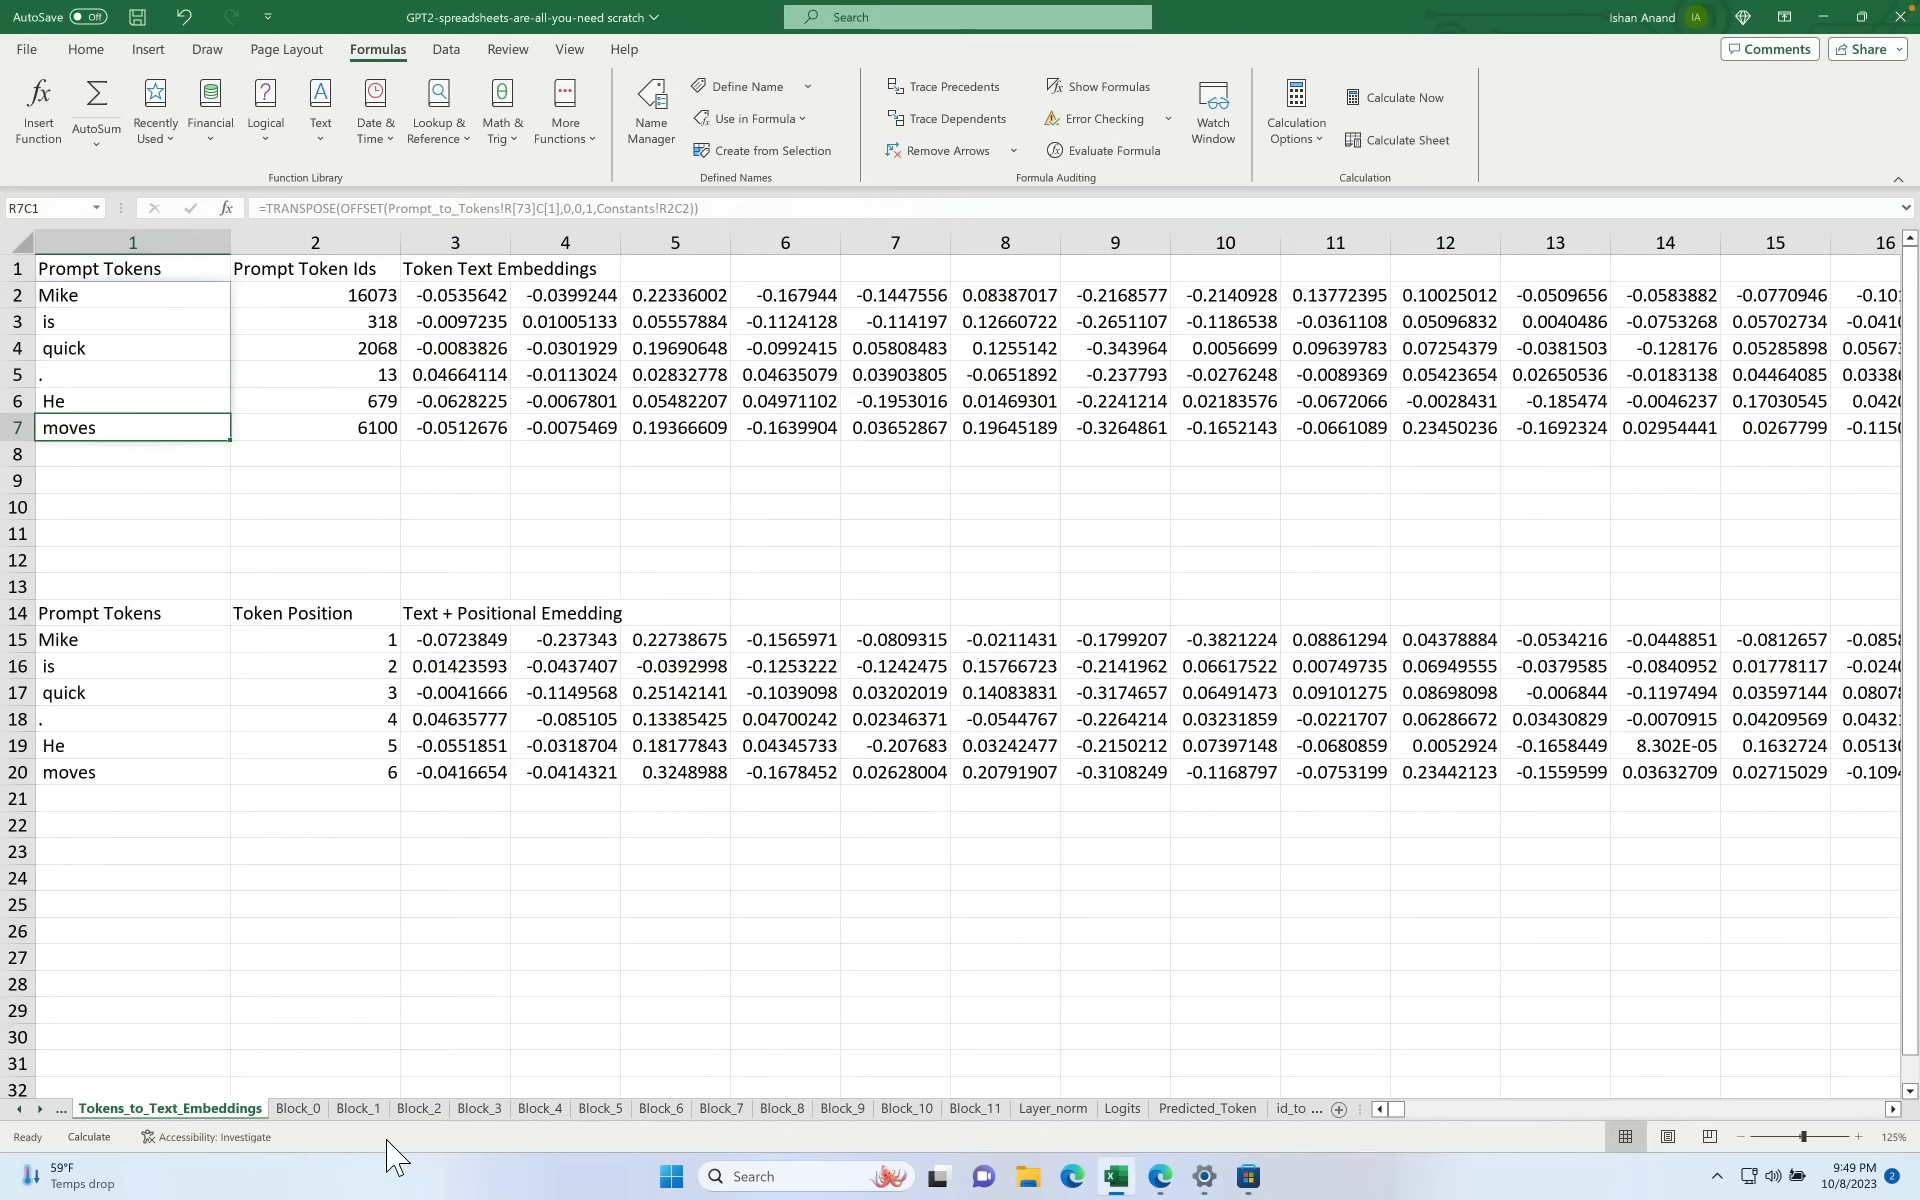 AutoSave Off GPT2-spreadsheets-are-all-you-need scratch Search Ishan Anand IA
File Home Insert Draw Page Layout Formulas Data Review View Help Comments Share
Insert Function AutoSum Recently Used Financial Logical Text Date & Time Lookup & Reference Math & Trig More Functions
Function Library
Name Manager Define Name Use in Formula Create from Selection
Defined Names
Trace Precedents Trace Dependents Remove Arrows Show Formulas Error Checking Evaluate Formula Watch Window
Formula Auditing
Calculation Options Calculate Now Calculate Sheet
Calculation
R7C1 fx =TRANSPOSE(OFFSET(Prompt_to_Tokens!R[73]C[1],0,0,1,Constants!R2C2))
1 2 3 4 5 6 7 8 9 10 11 12 13 14 15 16
1 Prompt Tokens Prompt Token Ids Token Text Embeddings
2 Mike 16073 -0.0535642 -0.0399244 0.22336002 -0.167944 -0.1447556 0.08387017 -0.2168577 -0.2140928 0.13772395 0.10025012 -0.0509656 -0.0583882 -0.0770946
3 is 318 -0.0097235 0.01005133 0.05557884 -0.1124128 -0.114197 0.12660722 -0.2651107 -0.1186538 -0.0361108 0.05096832 0.0040486 -0.0753268 0.05702734
4 quick 2068 -0.0083826 -0.0301929 0.19690648 -0.0992415 0.05808483 0.1255142 -0.343964 0.0056699 0.09639783 0.07254379 -0.0381503 -0.128176 0.05285898
5 . 13 0.04664114 -0.0113024 0.02832778 0.04635079 0.03903805 -0.0651892 -0.237793 -0.0276248 -0.0089369 0.05423654 0.02650536 -0.0183138 0.04464085
6 He 679 -0.0628225 -0.0067801 0.05482207 0.04971102 -0.1953016 0.01469301 -0.2241214 0.02183576 -0.0672066 -0.0028431 -0.185474 -0.0046237 0.17030545
7 moves 6100 -0.0512676 -0.0075469 0.19366609 -0.1639904 0.03652867 0.19645189 -0.3264861 -0.1652143 -0.0661089 0.23450236 -0.1692324 0.02954441 0.0267799
8
9
10
11
12
13
14 Prompt Tokens Token Position Text + Positional Emedding
15 Mike 1 -0.0723849 -0.237343 0.22738675 -0.1565971 -0.0809315 -0.0211431 -0.1799207 -0.3821224 0.08861294 0.04378884 -0.0534216 -0.0448851 -0.0812657
16 is 2 0.01423593 -0.0437407 -0.0392998 -0.1253222 -0.1242475 0.15766723 -0.2141962 0.06617522 0.00749735 0.06949555 -0.0379585 -0.0840952 0.01778117
17 quick 3 -0.0041666 -0.1149568 0.25142141 -0.1039098 0.03202019 0.14083831 -0.3174657 0.06491473 0.09101275 0.08698098 -0.006844 -0.1197494 0.03597144
18 . 4 0.04635777 -0.085105 0.13385425 0.04700242 0.02346371 -0.0544767 -0.2264214 0.03231859 -0.0221707 0.06286672 0.03430829 -0.0070915 0.04209569
19 He 5 -0.0551851 -0.0318704 0.18177843 0.04345733 -0.207683 0.03242477 -0.2150212 0.07397148 -0.0680859 0.0052924 -0.1658449 8.302E-05 0.1632724
20 moves 6 -0.0416654 -0.0414321 0.3248988 -0.1678452 0.02628004 0.20791907 -0.3108249 -0.1168797 -0.0753199 0.23442123 -0.1559599 0.03632709 0.02715029
21
22
23
24
25
26
27
28
29
30
31
32
... Tokens_to_Text_Embeddings Block_0 Block_1 Block_2 Block_3 Block_4 Block_5 Block_6 Block_7 Block_8 Block_9 Block_10 Block_11 Layer_norm Logits Predicted_Token id_to ...
Ready Calculate Accessibility: Investigate 125%
59°F
Temps drop
Search
9:49 PM
10/8/2023
2